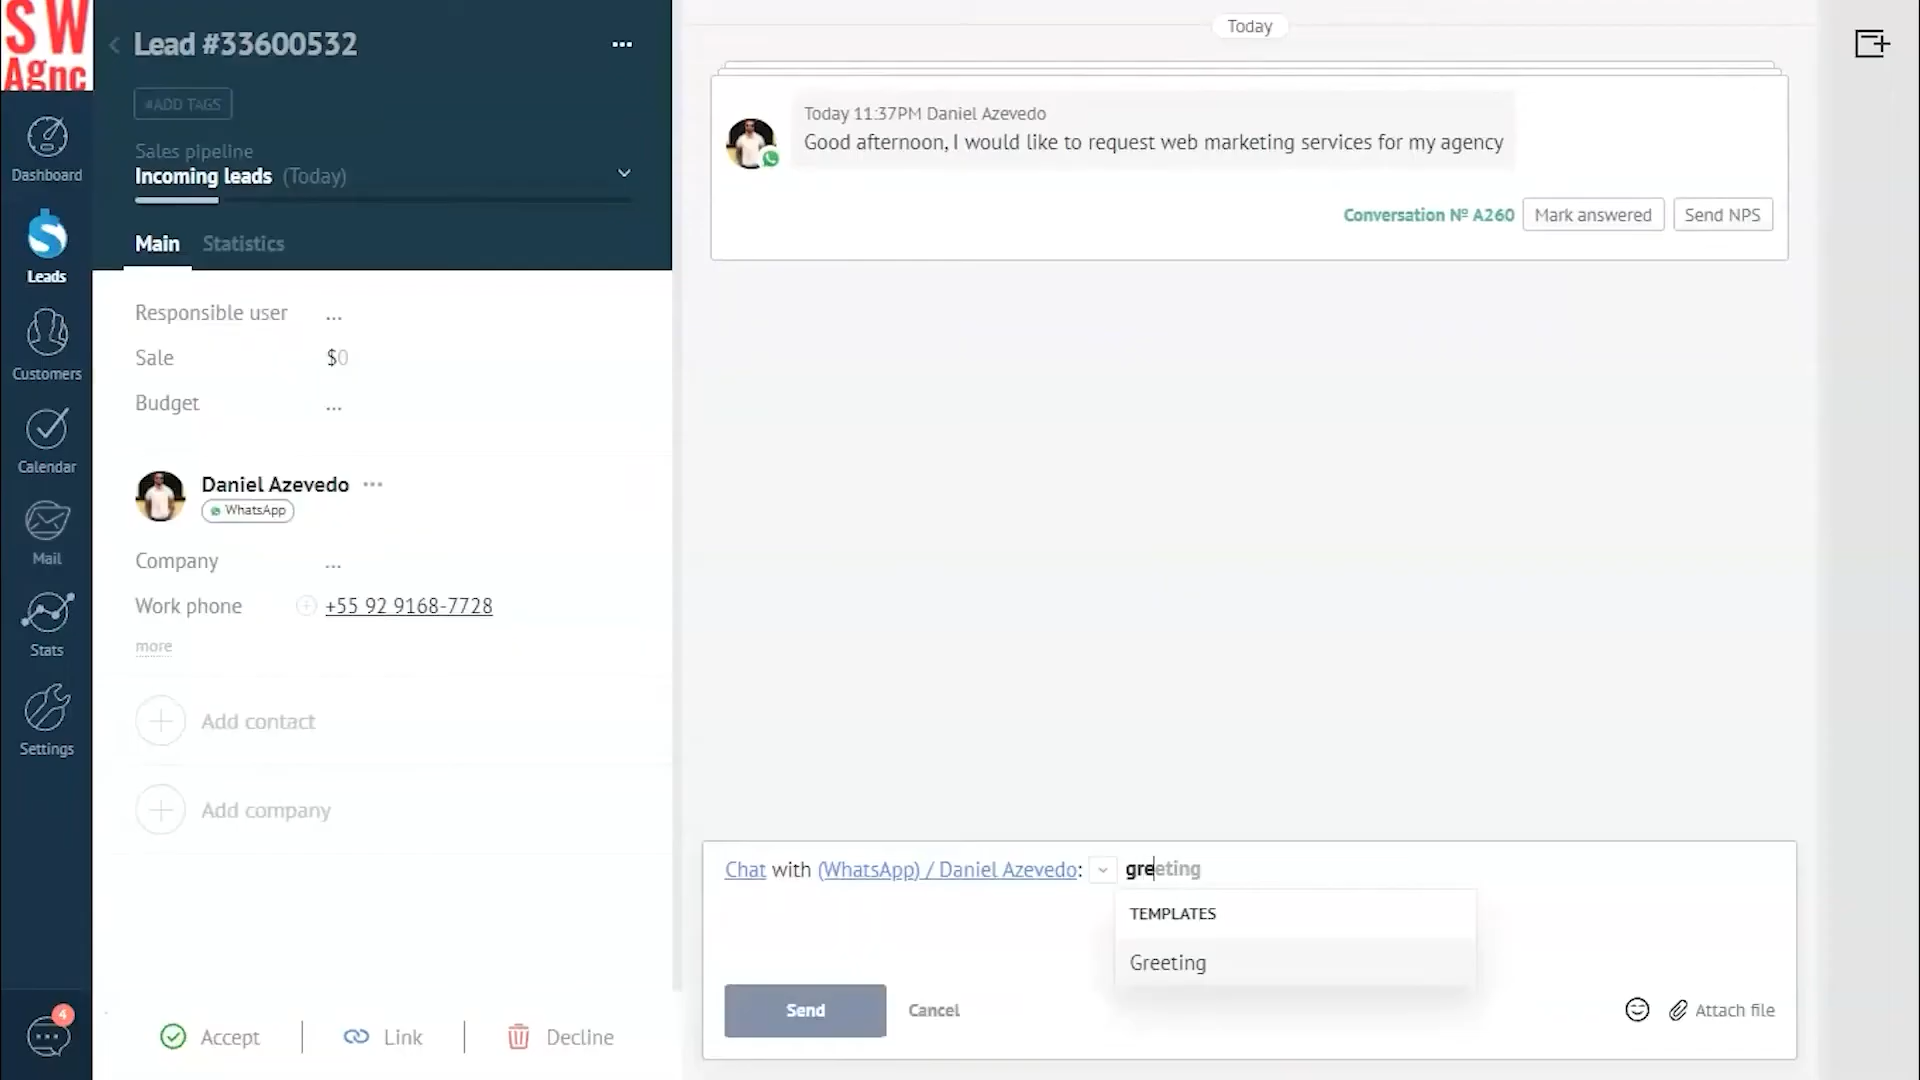 SW
Agnc
Dashboard
Leads
Customers
Calendar
Mail
Stats
Settings
4
Lead #33600532
#ADD TAGS
Sales pipeline
Incoming leads (Today)
Main Statistics
Responsible user ...
Sale $0
Budget ...
Daniel Azevedo
WhatsApp
Company ...
Work phone +55 92 9168-7728
more
Add contact
Add company
Accept Link Decline
Today
Today 11:37PM Daniel Azevedo
Good afternoon, I would like to request web marketing services for my agency
Conversation № A260 Mark answered Send NPS
Chat with (WhatsApp) / Daniel Azevedo: greeting
TEMPLATES
Greeting
Send Cancel Attach file